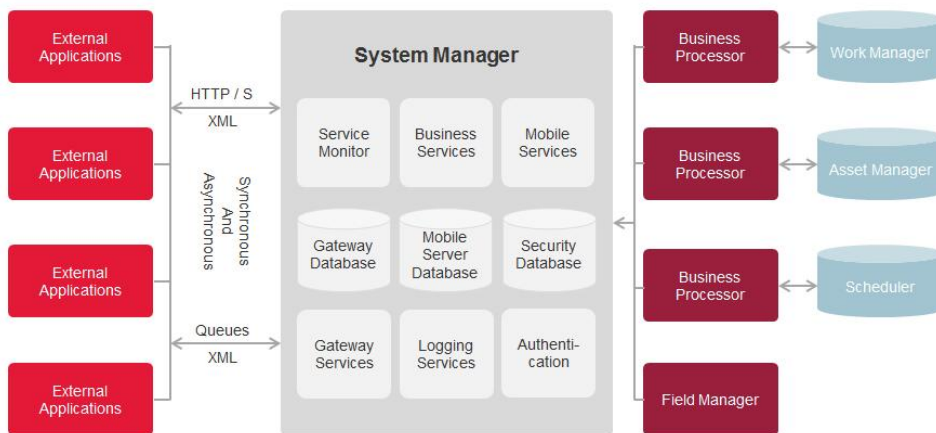 External
Applications
External
Applications
External
Applications
External
Applications
HTTP / S
XML
Synchronous
And
Asynchronous
Queues
XML
System Manager
Service
Monitor
Business
Services
Mobile
Services
Gateway
Database
Mobile
Server
Database
Security
Database
Gateway
Services
Logging
Services
Authenti-
cation
Business
Processor
Work Manager
Business
Processor
Asset Manager
Business
Processor
Scheduler
Field Manager